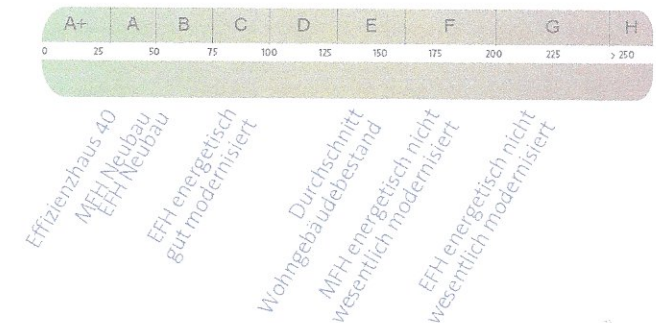 A+ A B C D E F G H
0 25 50 75 100 125 150 175 200 225 > 250
Effizienzhaus 40
MFH Neubau
EFH Neubau
EFH energetisch
gut modernisiert
Durchschnitt
Wohngebäudebestand
MFH energetisch nicht
wesentlich modernisiert
EFH energetisch nicht
wesentlich modernisiert